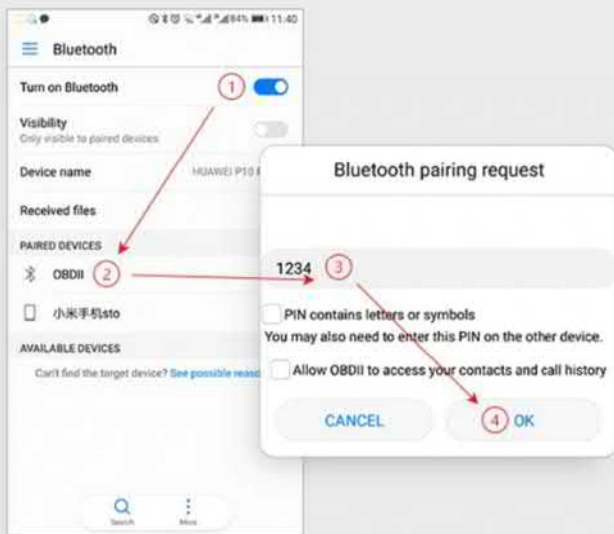 84% 11:40
Bluetooth
Turn on Bluetooth
1
Visibility
Only visible to paired devices
Device name
HUAWEI P10
Received files
PAIRED DEVICES
OBDII
2
小米手机sto
AVAILABLE DEVICES
Can't find the target device? See possible
Search
More
Bluetooth pairing request
1234
3
PIN contains letters or symbols
You may also need to enter this PIN on the other device.
Allow OBDII to access your contacts and call history
CANCEL
4 OK